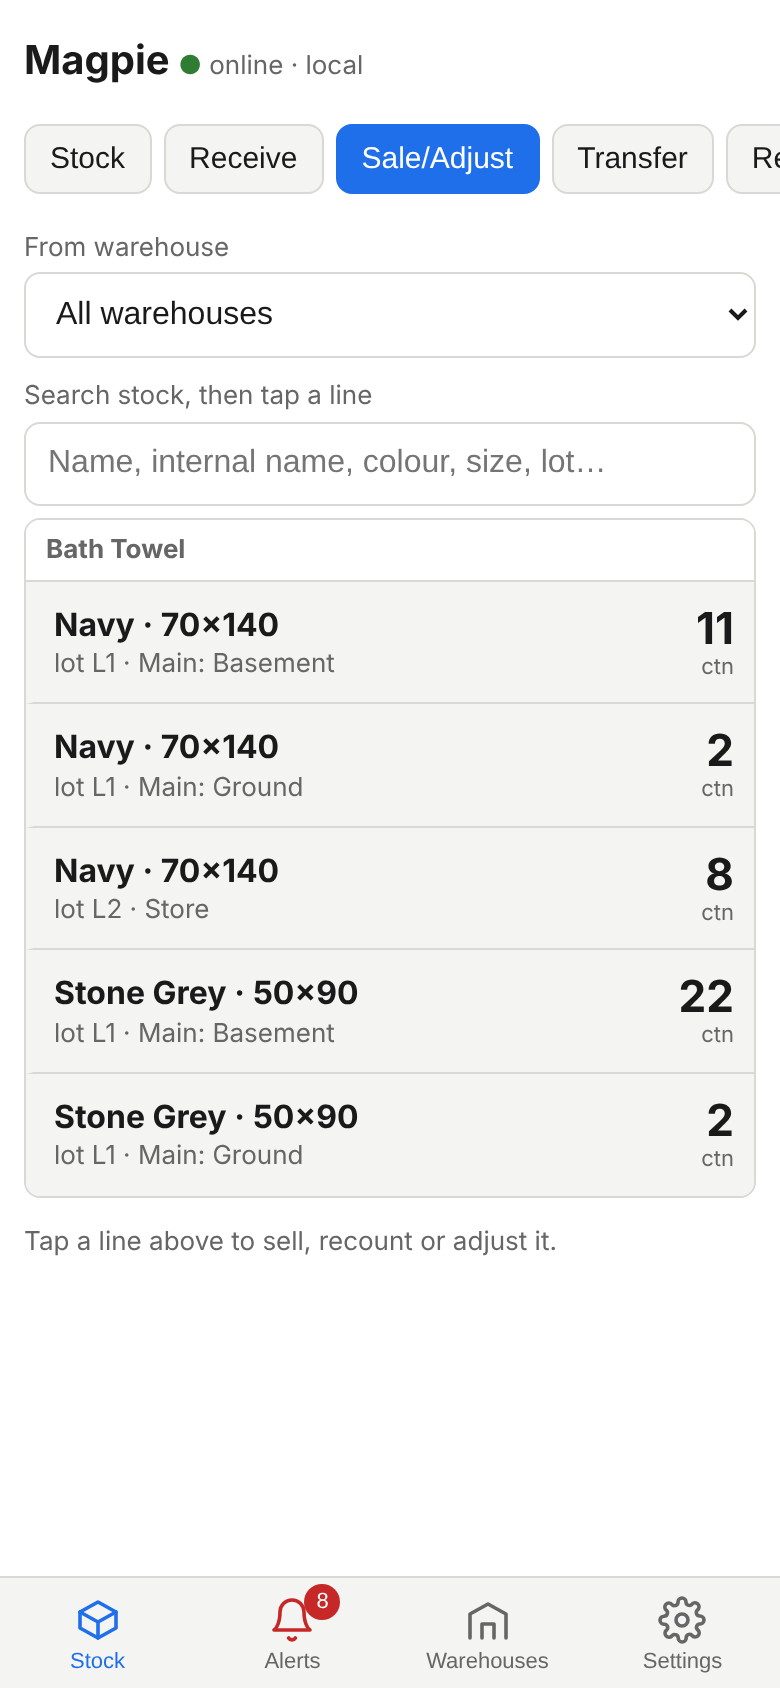 Magpie online · local
Stock Receive Sale/Adjust Transfer Re
From warehouse
All warehouses
Search stock, then tap a line
Name, internal name, colour, size, lot…
Bath Towel
Navy · 70×140 11
lot L1 · Main: Basement ctn
Navy · 70×140 2
lot L1 · Main: Ground ctn
Navy · 70×140 8
lot L2 · Store ctn
Stone Grey · 50×90 22
lot L1 · Main: Basement ctn
Stone Grey · 50×90 2
lot L1 · Main: Ground ctn
Tap a line above to sell, recount or adjust it.
8
Stock Alerts Warehouses Settings